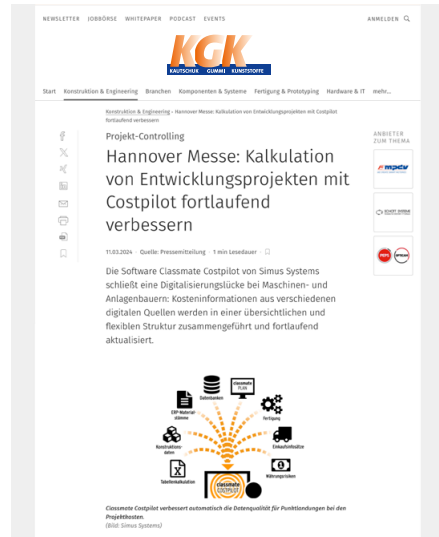 NEWSLETTER JOBBÖRSE WHITEPAPER PODCAST EVENTS
ANMELDEN
KGK
KAUTSCHUK GUMMI KUNSTSTOFFE
Start Konstruktion & Engineering Branchen Komponenten & Systeme Fertigung & Prototyping Hardware & IT mehr...
Konstruktion & Engineering › Hannover Messe: Kalkulation von Entwicklungsprojekten mit Costpilot
fortlaufend verbessern
ANBIETER
ZUM THEMA
Projekt-Controlling
Hannover Messe: Kalkulation
von Entwicklungsprojekten mit
Costpilot fortlaufend
verbessern
mpdv
11.03.2024 · Quelle: Pressemitteilung · 1 min Lesedauer
Die Software Classmate Costpilot von Simus Systems
schließt eine Digitalisierungslücke bei Maschinen- und
Anlagenbauern: Kosteninformationen aus verschiedenen
digitalen Quellen werden in einer übersichtlichen und
flexiblen Struktur zusammengeführt und fortlaufend
aktualisiert.
Datenbanken
classmate
PLAN
ERP-Material-
stämme
Fertigung
Konstruktions-
daten
Einkaufumsätze
Tabellenkalkulation
Währungsrisiken
classmate
COSTPILOT
Classmate Costpilot verbessert automatisch die Datenqualität für Punktlandungen bei den
Projektkosten.
(Bild: Simus Systems)